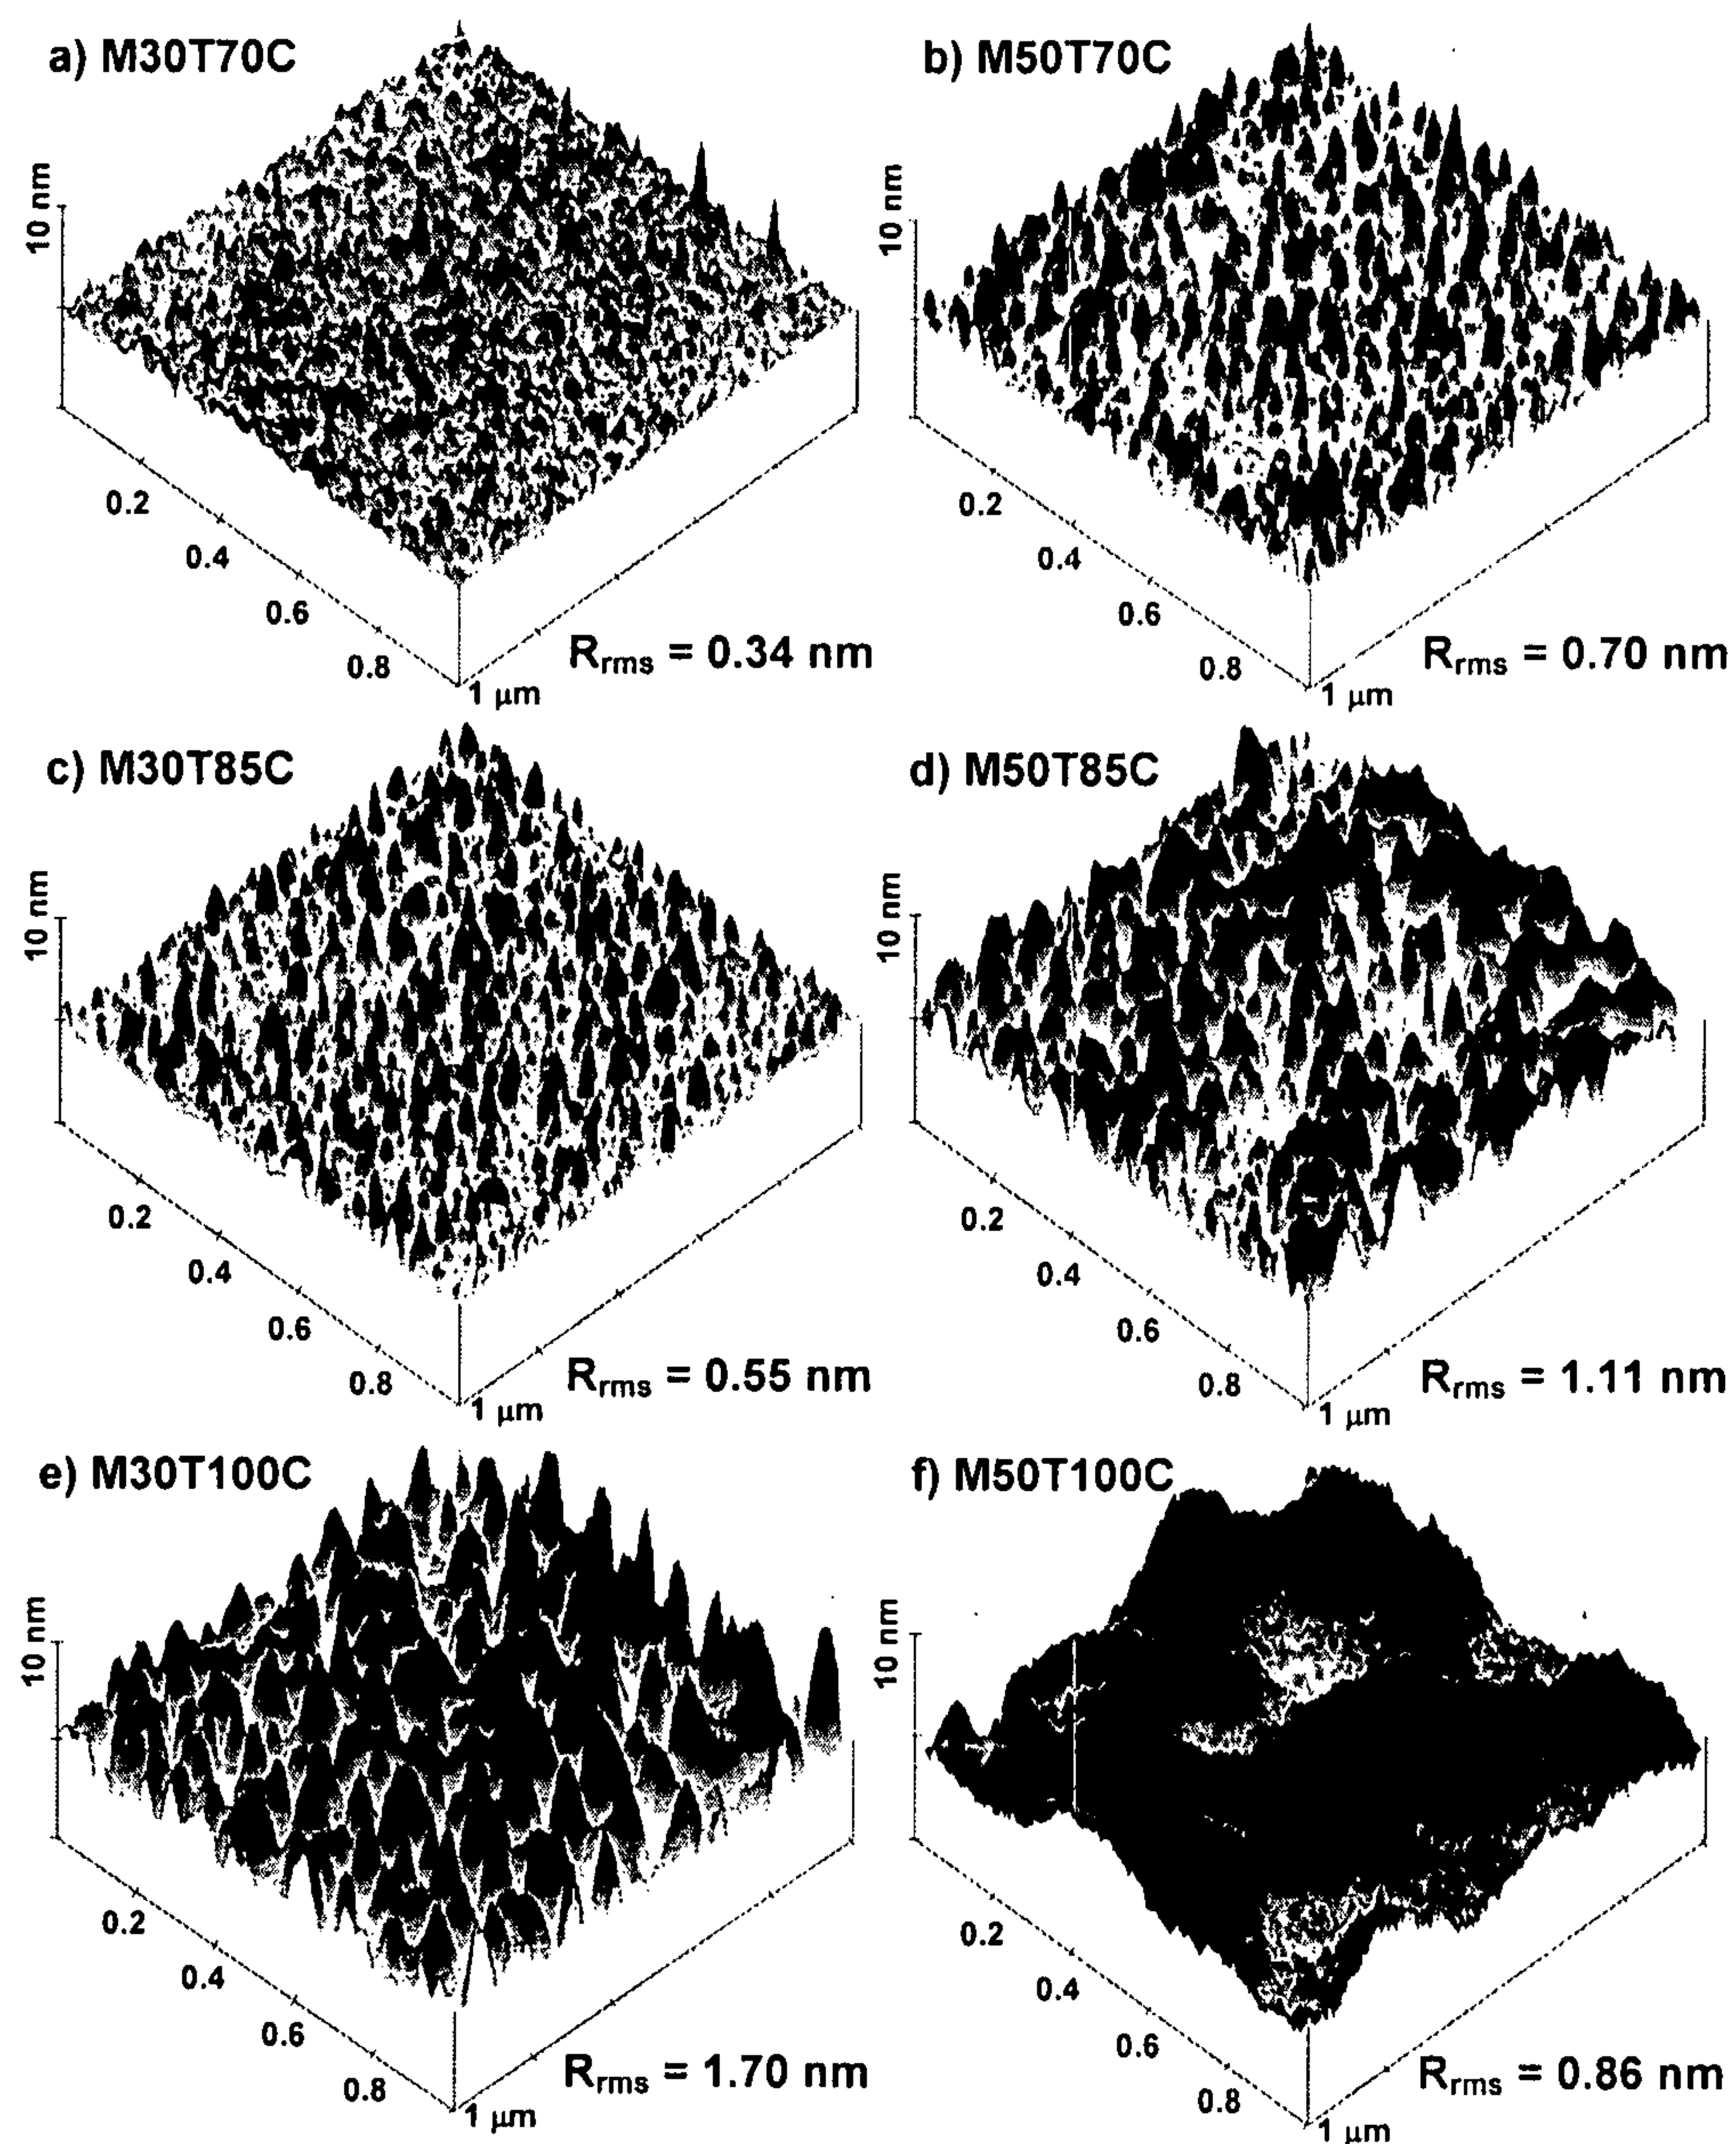 a) M30T70C
10 nm
0.2
0.4
0.6
0.8
1 µm
Rrms = 0.34 nm
b) M50T70C
10 nm
0.2
0.4
0.6
0.8
1 µm
Rrms = 0.70 nm
c) M30T85C
10 nm
0.2
0.4
0.6
0.8
1 µm
Rrms = 0.55 nm
d) M50T85C
10 nm
0.2
0.4
0.6
0.8
1 µm
Rrms = 1.11 nm
e) M30T100C
10 nm
0.2
0.4
0.6
0.8
1 µm
Rrms = 1.70 nm
f) M50T100C
10 nm
0.2
0.4
0.6
0.8
1 µm
Rrms = 0.86 nm